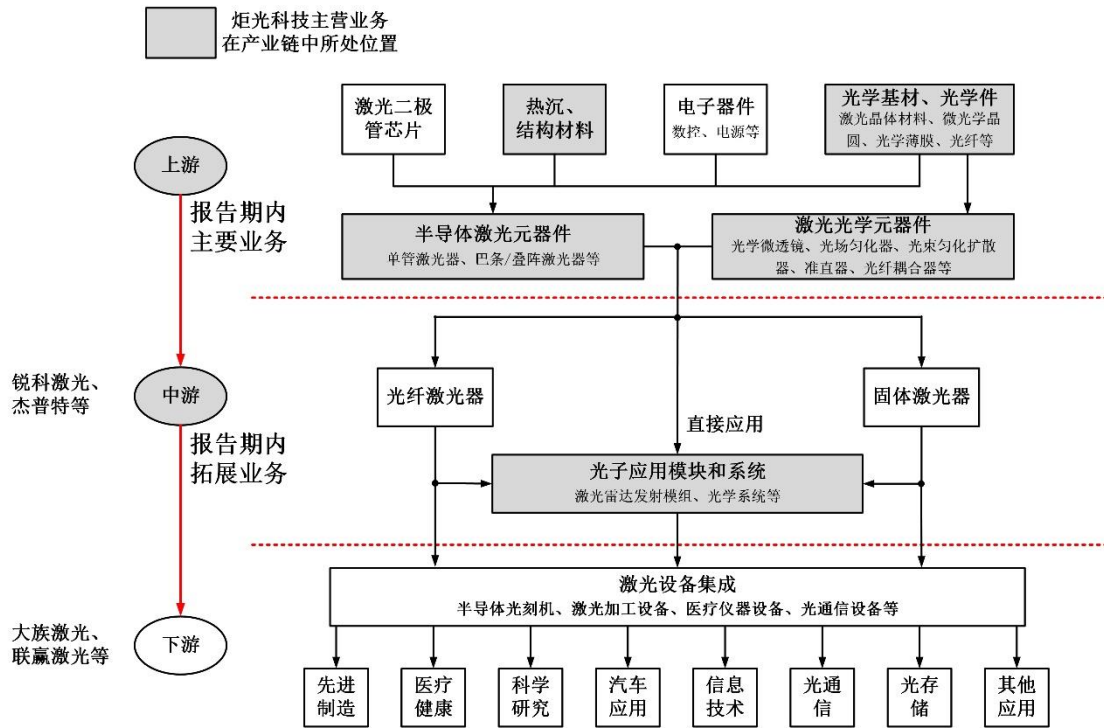 炬光科技主营业务
在产业链中所处位置
激光二极
管芯片
热沉、
结构材料
电子器件
数控、电源等
光学基材、光学件
激光晶体材料、微光学晶
圆、光学薄膜、光纤等
上游
报告期内
主要业务
半导体激光元器件
单管激光器、巴条/叠阵激光器等
激光光学元器件
光学微透镜、光场匀化器、光束匀化扩散
器、准直器、光纤耦合器等
锐科激光、
杰普特等
中游
光纤激光器
固体激光器
直接应用
报告期内
拓展业务
光子应用模块和系统
激光雷达发射模组、光学系统等
激光设备集成
半导体光刻机、激光加工设备、医疗仪器设备、光通信设备等
大族激光、
联赢激光等
下游
先进
制造
医疗
健康
科学
研究
汽车
应用
信息
技术
光通
信
光存
储
其他
应用